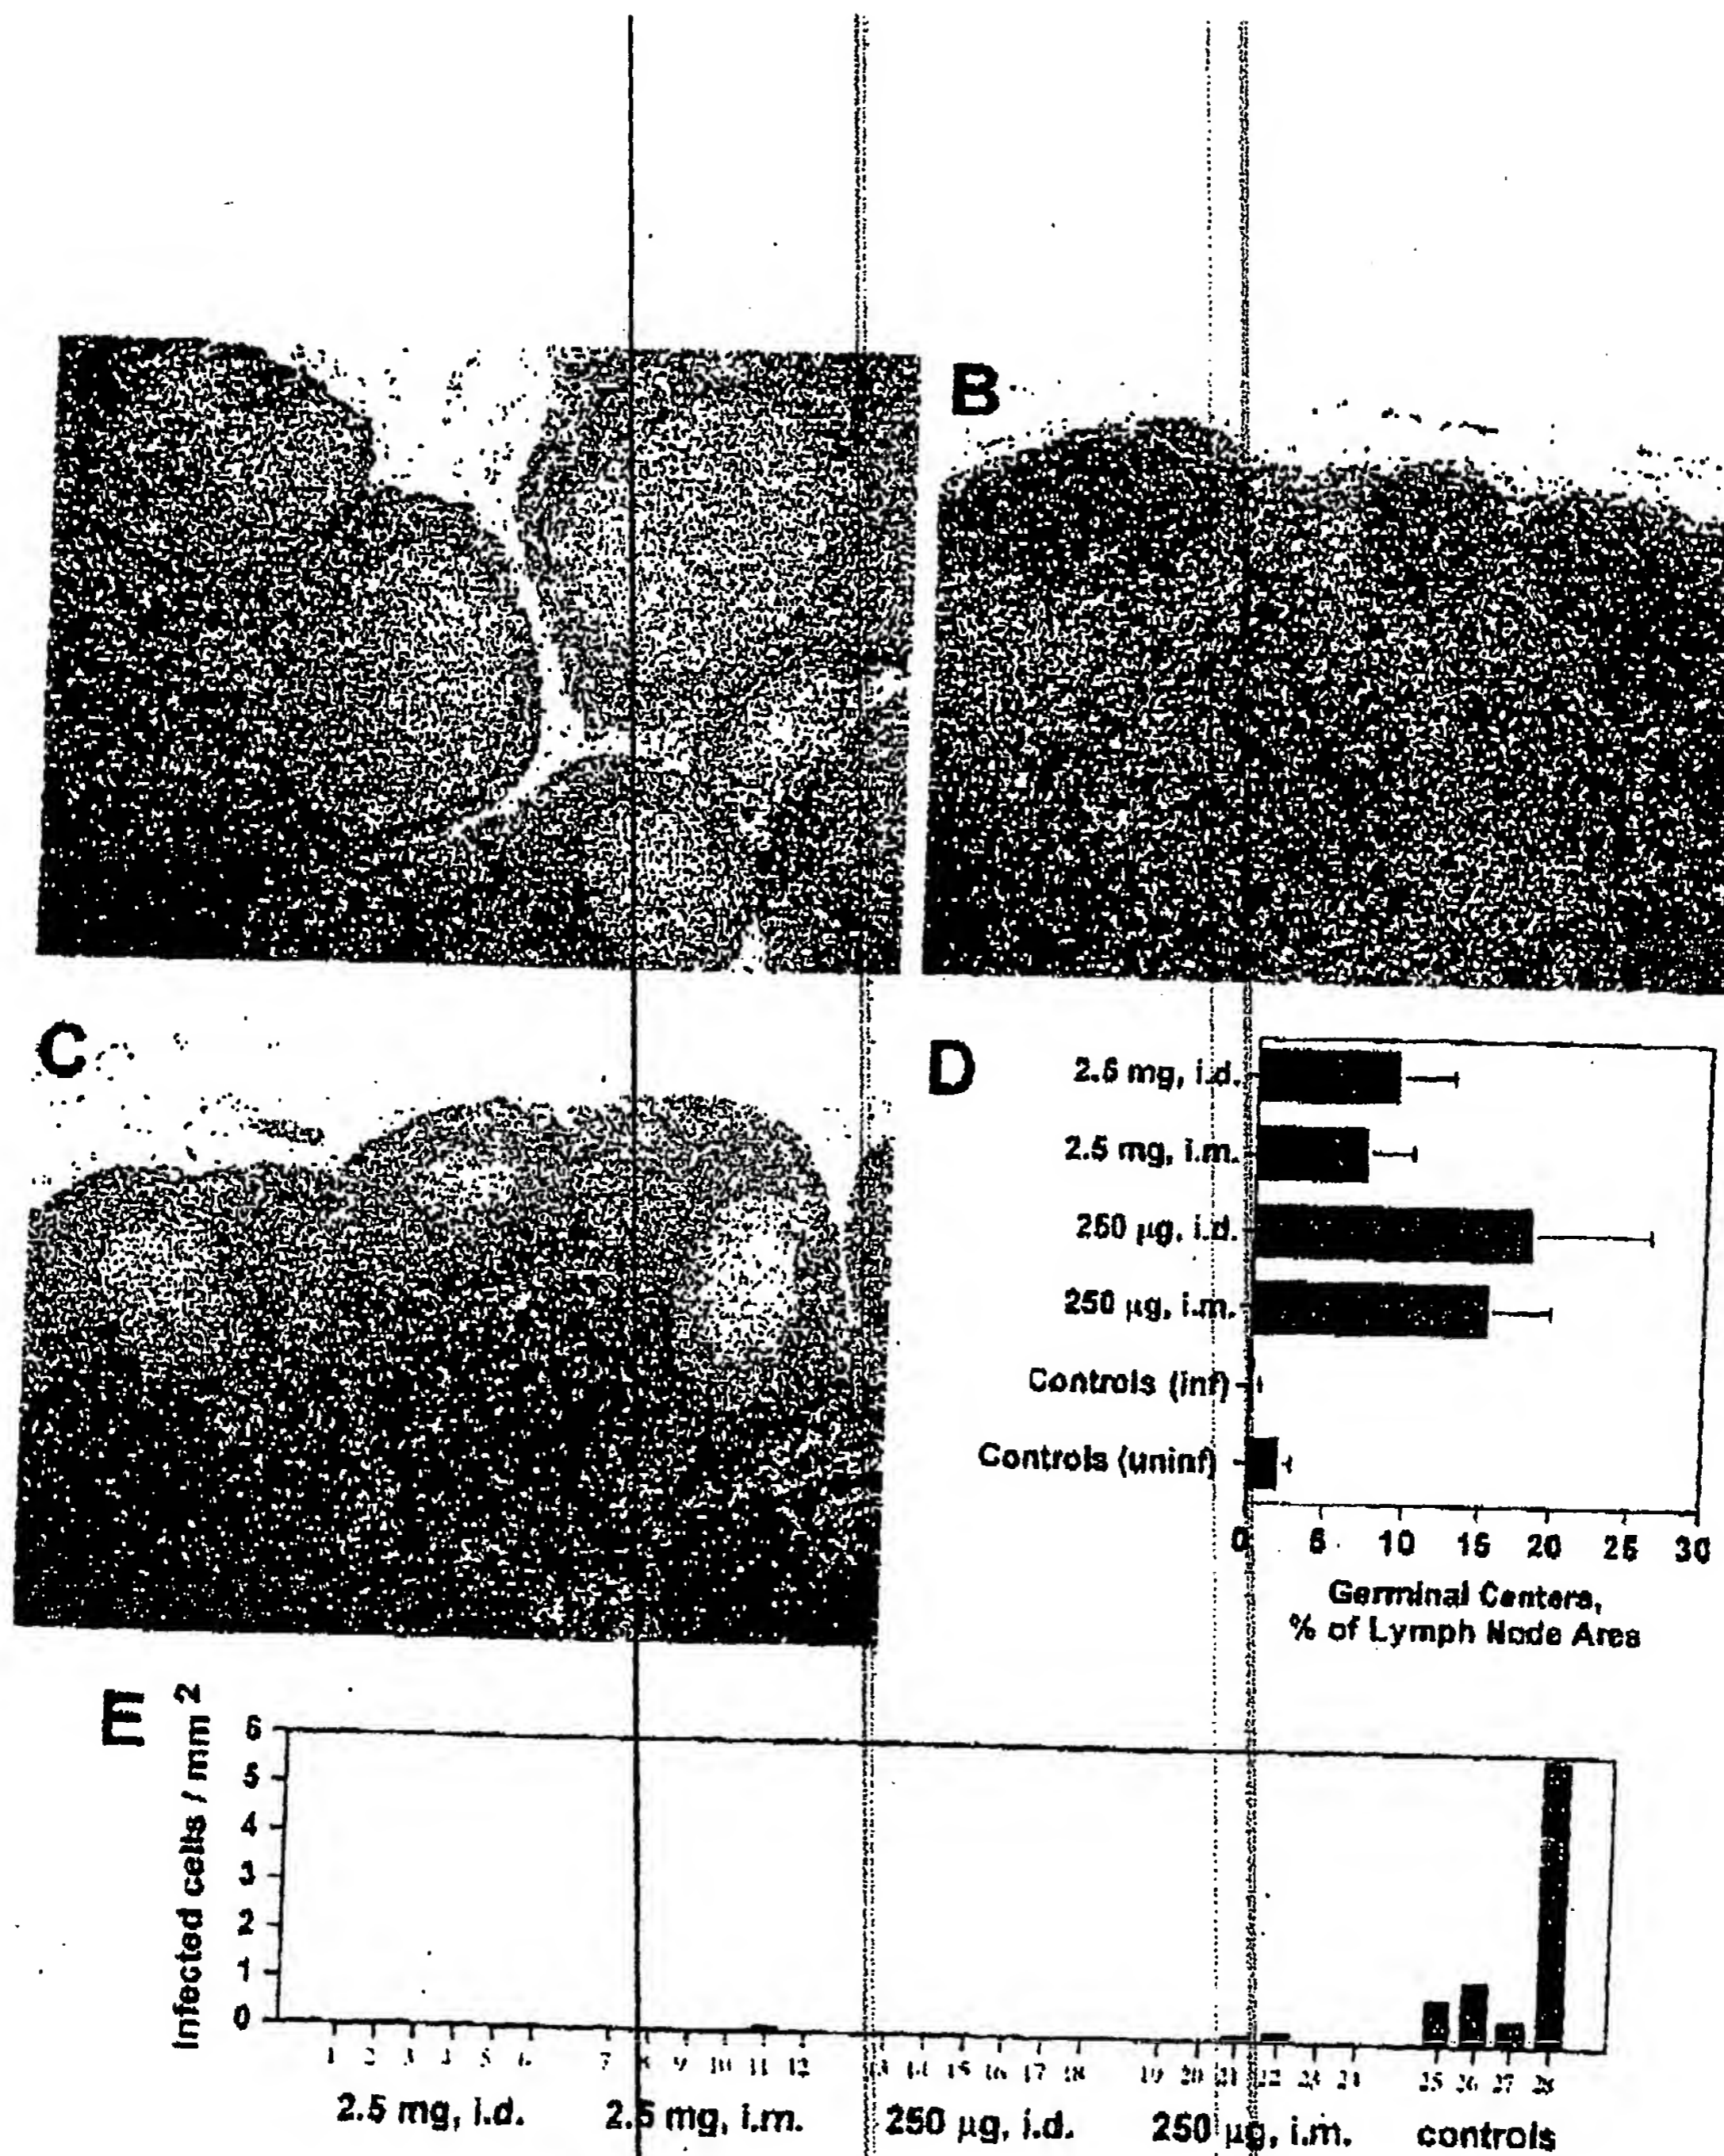 B
C
D
2.5 mg, i.d.
2.5 mg, i.m.
250 µg, i.d.
250 µg, i.m.
Controls (inf)
Controls (uninf)
0 5 10 15 20 25 30
Germinal Centers,
% of Lymph Node Area
E
Infected cells / mm 2
6
5
4
3
2
1
0
1 2 3 4 5 6 7 8 9 10 11 12 13 14 15 16 17 18 19 20 21 22 23 24 25 26 27 28
2.5 mg, i.d. 2.5 mg, i.m. 250 µg, i.d. 250 µg, i.m. controls